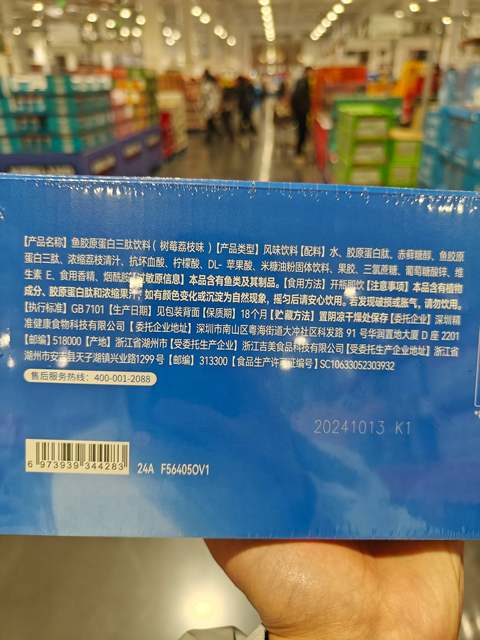 【产品名称】鱼胶原蛋白三肽饮料（树莓荔枝味）【产品类型】风味饮料【配料】水、胶原蛋白肽、赤藓糖醇、鱼胶原
蛋白三肽、浓缩荔枝清汁、抗坏血酸、柠檬酸、DL-苹果酸、米糠油粉固体饮料、果胶、三氯蔗糖、葡萄糖酸锌、维
生素E、食用香精、烟酰胺【致敏原信息】本品含有鱼类及其制品。【食用方法】开瓶即饮【注意事项】本品含有植物
成分、胶原蛋白肽和浓缩果汁，如有颜色变化或沉淀为自然现象，摇匀后请安心饮用。若发现破损或胀气，请勿饮用。
【执行标准】GB 7101【生产日期】见包装背面【保质期】18个月【贮藏方法】置阴凉干燥处保存【委托企业】深圳精
准健康食物科技有限公司【委托企业地址】深圳市南山区粤海街道大冲社区科发路 91 号华润置地大厦 D 座 2201
【邮编】518000【产地】浙江省湖州市【受委托生产企业】浙江吉美食品科技有限公司【受委托生产企业地址】浙江省
湖州市安吉县天子湖镇兴业路1299号【邮编】313300【食品生产许可证编号】SC10633052303932
售后服务热线：400-001-2088
20241013 K1
6 973939 344283
24A F56405OV1